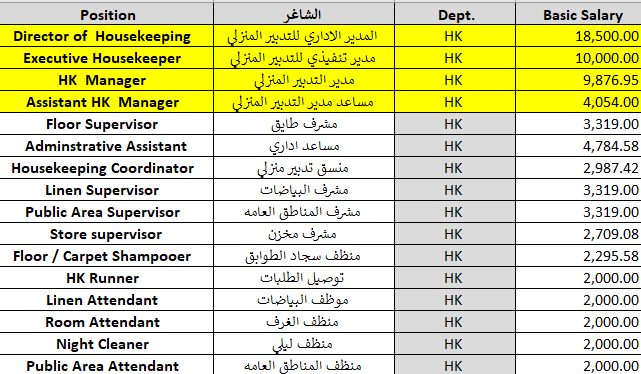 Position الشاغر Dept. Basic Salary
Director of Housekeeping المدير الاداري للتدبير المنزلي HK 18,500.00
Executive Housekeeper مدير تنفيذي للتدبير المنزلي HK 10,000.00
HK Manager مدير التدبير المنزلي HK 9,876.95
Assistant HK Manager مساعد مدير التدبير المنزلي HK 4,054.00
Floor Supervisor مشرف طابق HK 3,319.00
Adminstrative Assistant مساعد اداري HK 4,784.58
Housekeeping Coordinator منسق تدبير منزلي HK 2,987.42
Linen Supervisor مشرف البياضات HK 3,319.00
Public Area Supervisor مشرف المناطق العامه HK 3,319.00
Store supervisor مشرف مخزن HK 2,709.08
Floor / Carpet Shampooer منظف سجاد الطوابق HK 2,295.58
HK Runner توصيل الطلبات HK 2,000.00
Linen Attendant موظف البياضات HK 2,000.00
Room Attendant منظف الغرف HK 2,000.00
Night Cleaner منظف ليلي HK 2,000.00
Public Area Attendant منظف المناطق العامه HK 2,000.00